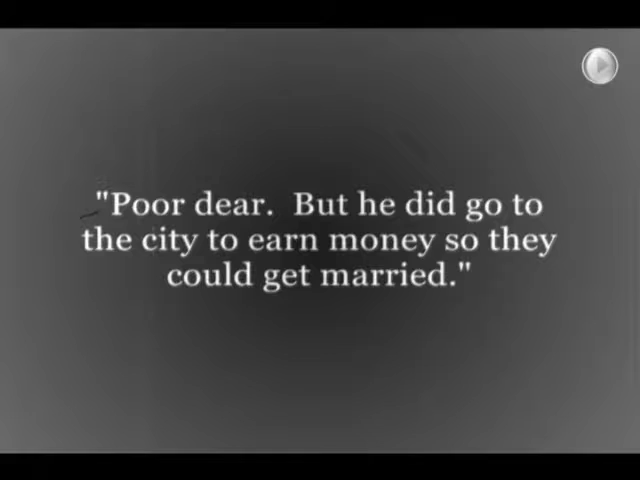 "Poor dear.  But he did go to
the city to earn money so they
could get married."